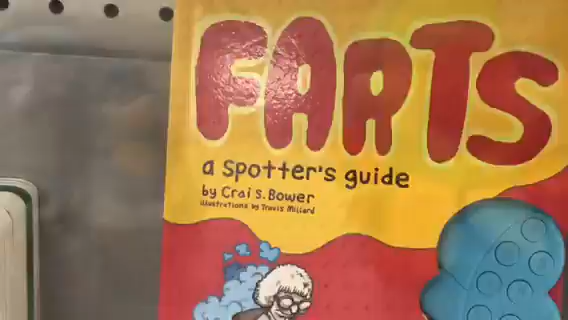 FARTS
a spotter's guide
by Crai S. Bower
illustrations by Travis Millard